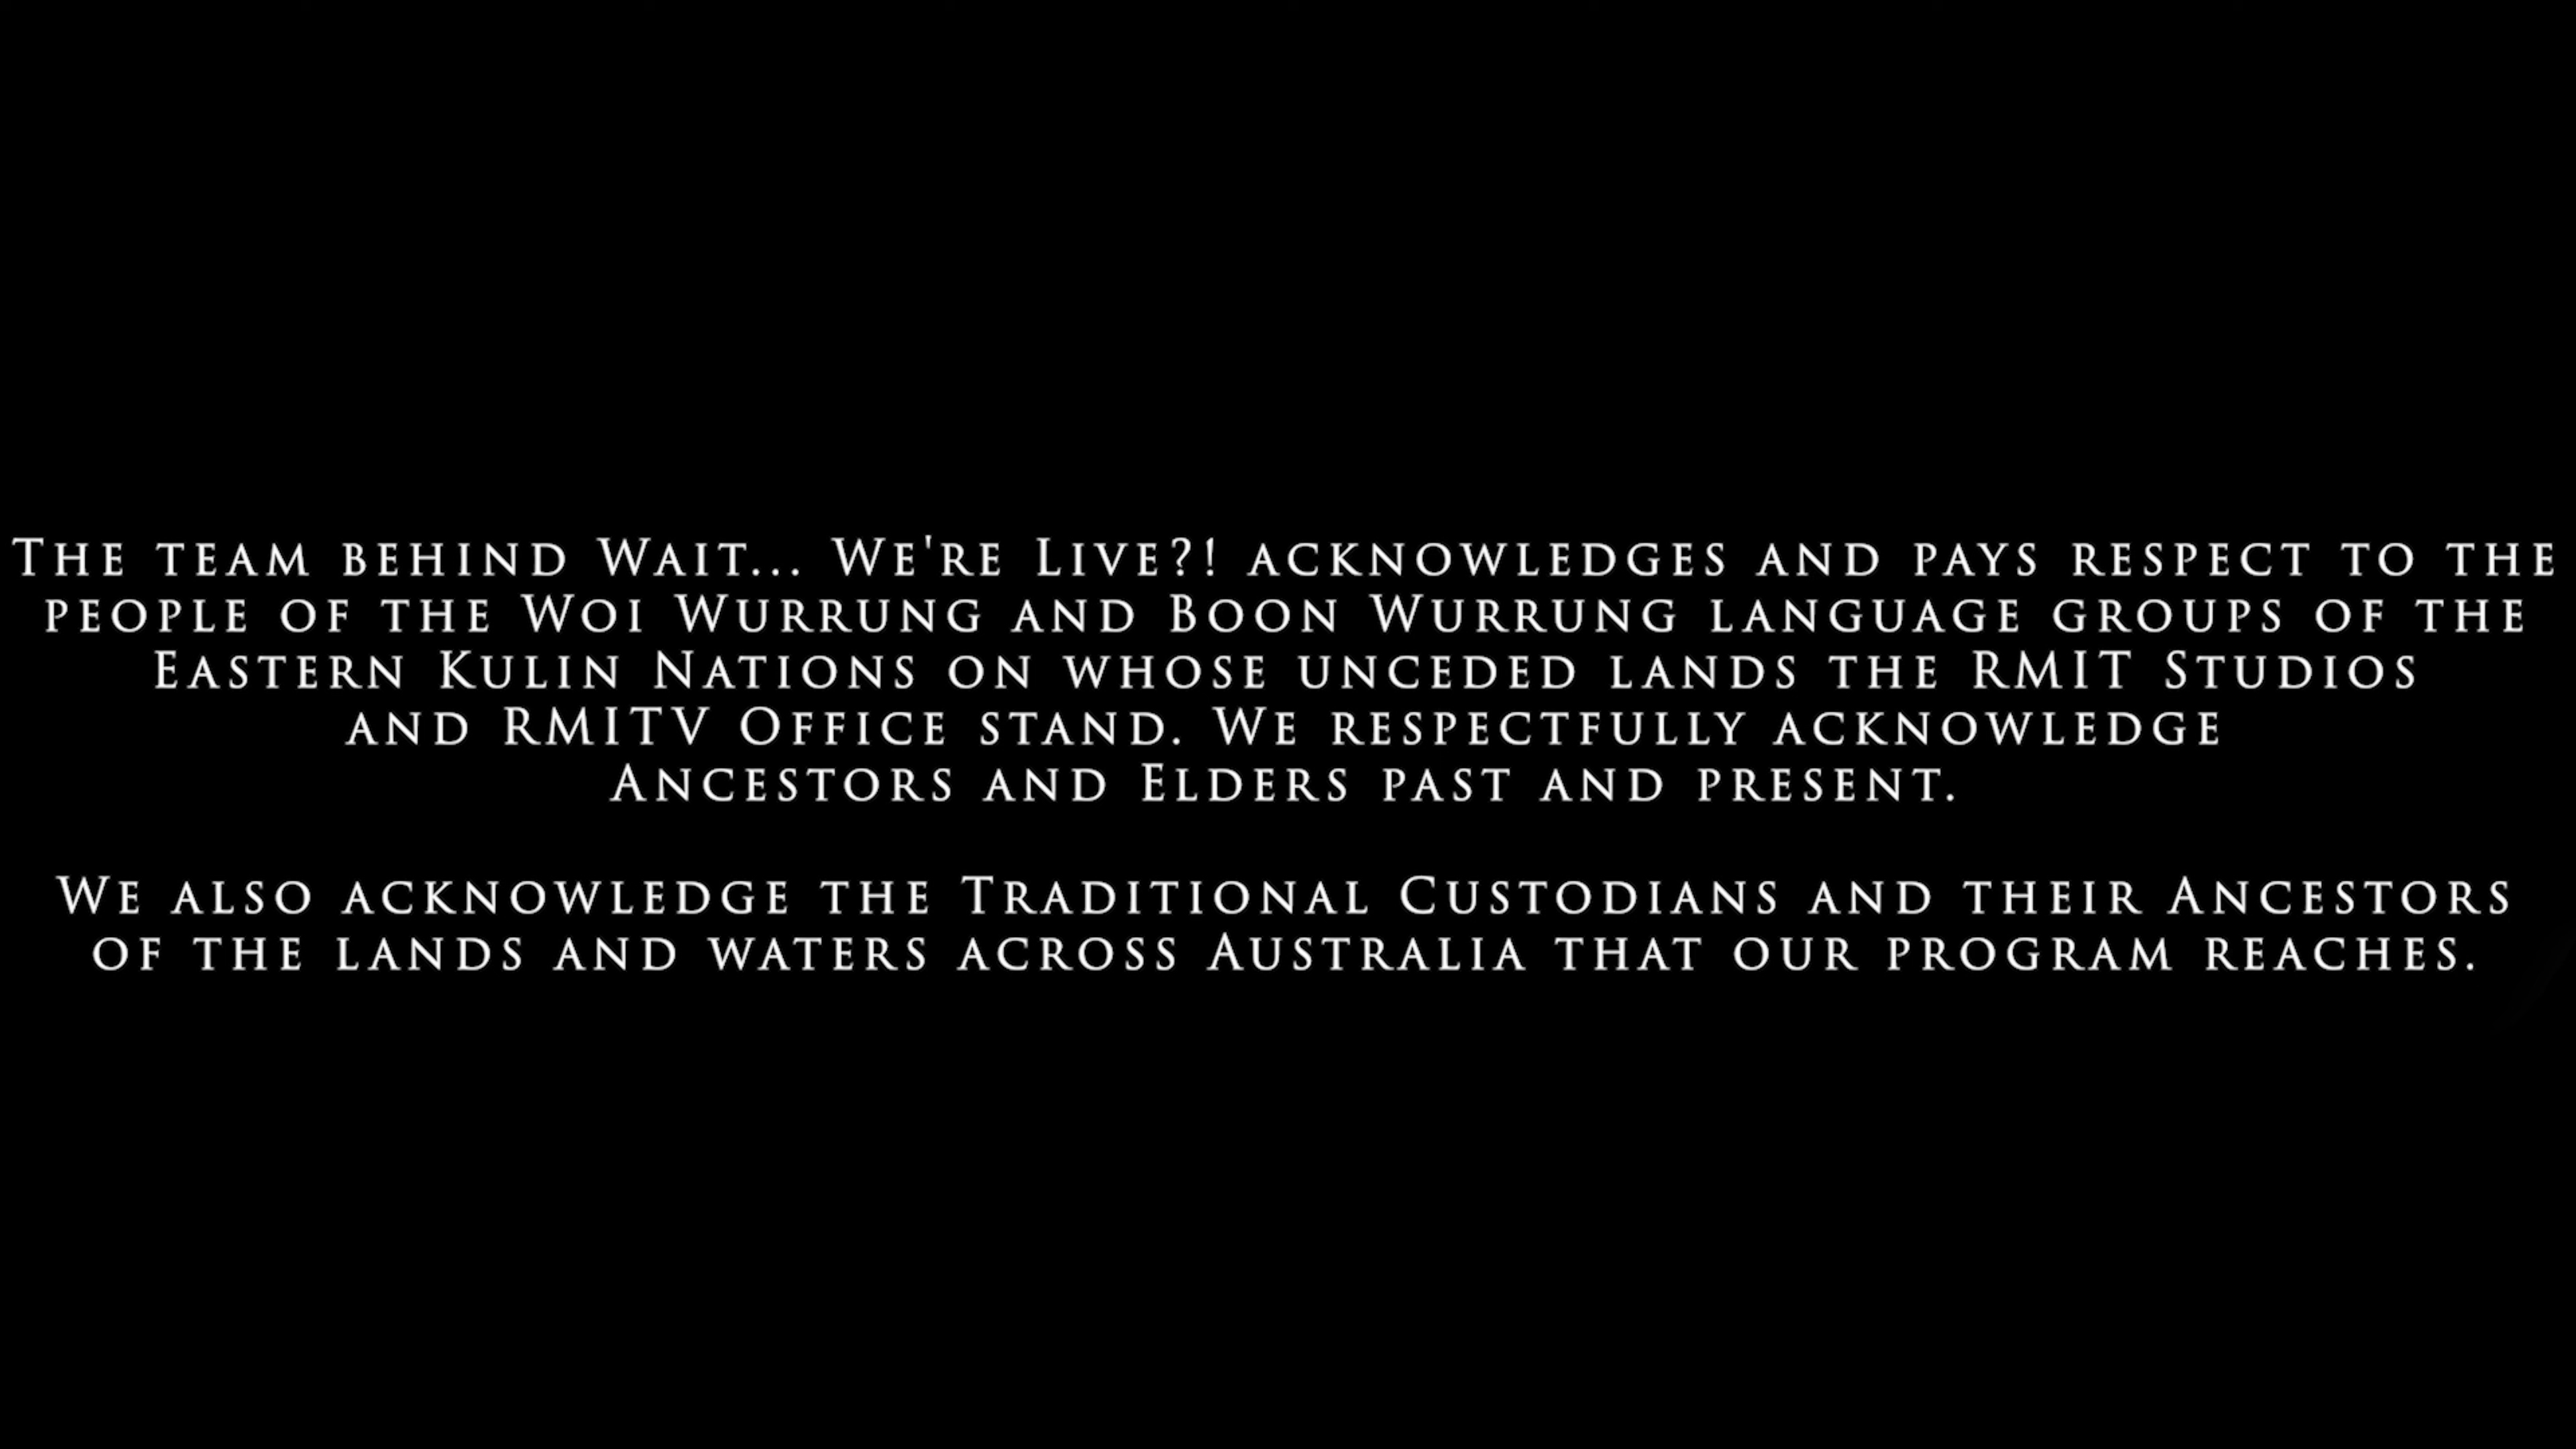 The team behind Wait... We're Live?! acknowledges and pays respect to the
people of the Woi Wurrung and Boon Wurrung language groups of the
Eastern Kulin Nations on whose unceded lands the RMIT Studios
and RMITV Office stand. We respectfully acknowledge
Ancestors and Elders past and present.
We also acknowledge the Traditional Custodians and their Ancestors
of the lands and waters across Australia that our program reaches.